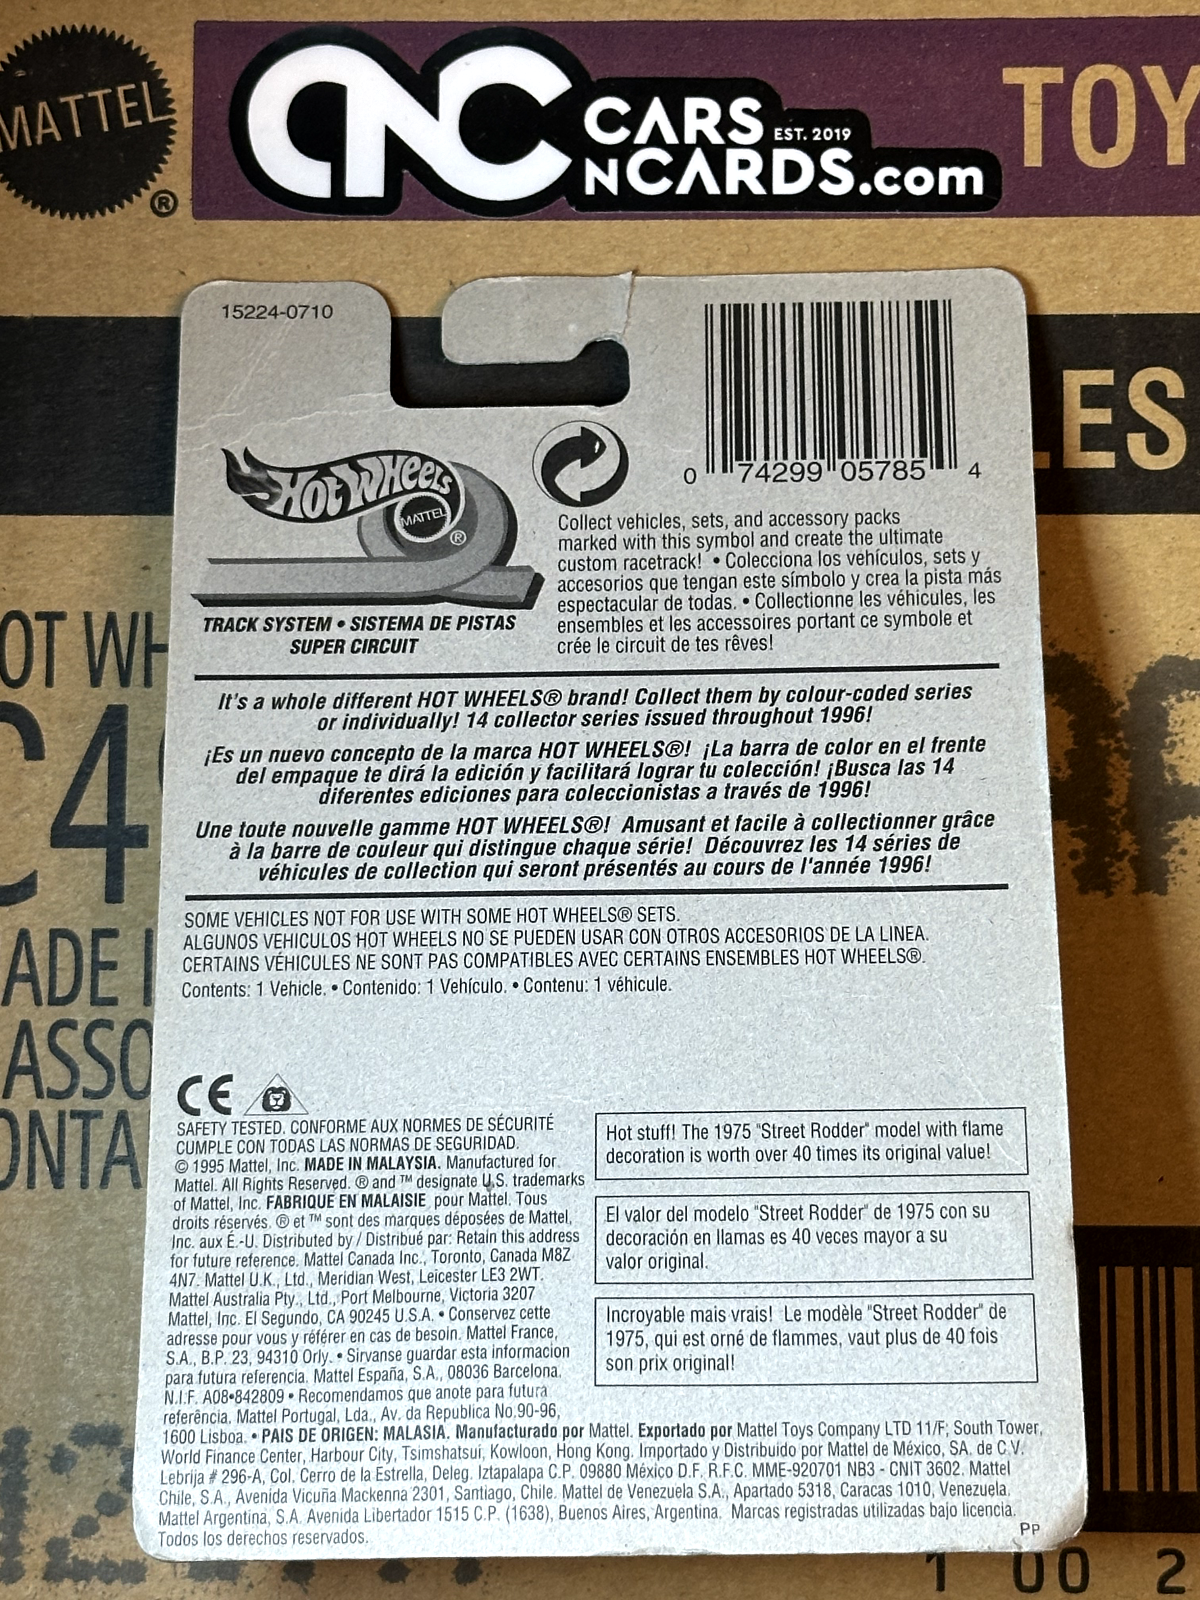 MATTEL
®
CNC CARS
EST. 2019
NCARDS.com
TOY
LES
OT WH
C4
ADE I
ASSO
ONTA
15224-0710
0 74299 05785 4
HOT WHEELS
MATTEL
®
TRACK SYSTEM • SISTEMA DE PISTAS
SUPER CIRCUIT
Collect vehicles, sets, and accessory packs
marked with this symbol and create the ultimate
custom racetrack! • Colecciona los vehículos, sets y
accesorios que tengan este símbolo y crea la pista más
espectacular de todas. • Collectionne les véhicules, les
ensembles et les accessoires portant ce symbole et
crée le circuit de tes rêves!
It's a whole different HOT WHEELS® brand! Collect them by colour-coded series
or individually! 14 collector series issued throughout 1996!
¡Es un nuevo concepto de la marca HOT WHEELS®! ¡La barra de color en el frente
del empaque te dirá la edición y facilitará lograr tu colección! ¡Busca las 14
diferentes ediciones para coleccionistas a través de 1996!
Une toute nouvelle gamme HOT WHEELS®! Amusant et facile à collectionner grâce
à la barre de couleur qui distingue chaque série! Découvrez les 14 séries de
véhicules de collection qui seront présentés au cours de l'année 1996!
SOME VEHICLES NOT FOR USE WITH SOME HOT WHEELS® SETS.
ALGUNOS VEHICULOS HOT WHEELS NO SE PUEDEN USAR CON OTROS ACCESORIOS DE LA LINEA.
CERTAINS VÉHICULES NE SONT PAS COMPATIBLES AVEC CERTAINS ENSEMBLES HOT WHEELS®.
Contents: 1 Vehicle. • Contenido: 1 Vehículo. • Contenu: 1 véhicule.
CE
SAFETY TESTED. CONFORME AUX NORMES DE SÉCURITÉ
CUMPLE CON TODAS LAS NORMAS DE SEGURIDAD.
© 1995 Mattel, Inc. MADE IN MALAYSIA. Manufactured for
Mattel. All Rights Reserved. ® and ™ designate U.S. trademarks
of Mattel, Inc. FABRIQUE EN MALAISIE pour Mattel. Tous
droits réservés. ® et ™ sont des marques déposées de Mattel,
Inc. aux É.-U. Distributed by / Distribué par: Retain this address
for future reference. Mattel Canada Inc., Toronto, Canada M8Z
4N7. Mattel U.K., Ltd., Meridian West, Leicester LE3 2WT.
Mattel Australia Pty., Ltd., Port Melbourne, Victoria 3207
Mattel, Inc. El Segundo, CA 90245 U.S.A. • Conservez cette
adresse pour vous y référer en cas de besoin. Mattel France,
S.A., B.P. 23, 94310 Orly. • Sirvanse guardar esta informacion
para futura referencia. Mattel España, S.A., 08036 Barcelona.
N.I.F. A08•842809 • Recomendamos que anote para futura
referência. Mattel Portugal, Lda., Av. da Republica No.90-96,
1600 Lisboa. • PAIS DE ORIGEN: MALASIA. Manufacturado por Mattel. Exportado por Mattel Toys Company LTD 11/F; South Tower,
World Finance Center, Harbour City, Tsimshatsui, Kowloon, Hong Kong. Importado y Distribuido por Mattel de México, SA. de C.V.
Lebrija # 296-A, Col. Cerro de la Estrella, Deleg. Iztapalapa C.P. 09880 México D.F. R.F.C. MME-920701 NB3 - CNIT 3602. Mattel
Chile, S.A., Avenida Vicuña Mackenna 2301, Santiago, Chile. Mattel de Venezuela S.A., Apartado 5318, Caracas 1010, Venezuela.
Mattel Argentina, S.A. Avenida Libertador 1515 C.P. (1638), Buenos Aires, Argentina. Marcas registradas utilizadas bajo licencia.
Todos los derechos reservados.
PP
Hot stuff! The 1975 "Street Rodder" model with flame
decoration is worth over 40 times its original value!
El valor del modelo "Street Rodder" de 1975 con su
decoración en llamas es 40 veces mayor a su
valor original.
Incroyable mais vrais! Le modèle "Street Rodder" de
1975, qui est orné de flammes, vaut plus de 40 fois
son prix original!
1 00 2